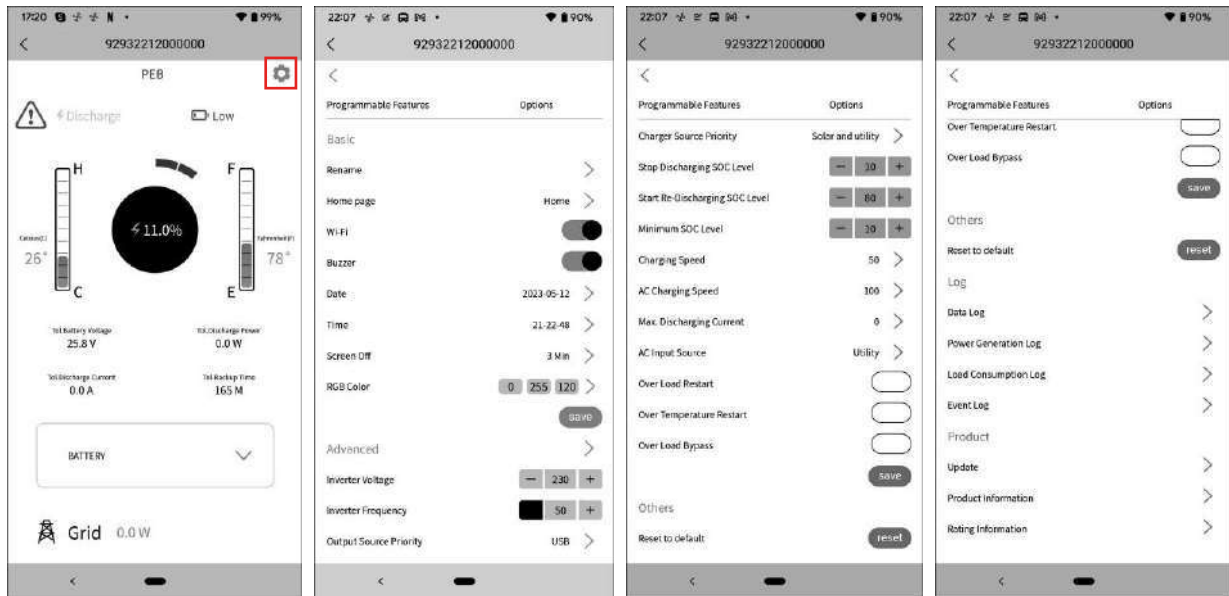 17:20 99%
92932212000000
PEB
Discharge Low
H F
11.0%
Celsius(C) Fahrenheit(F)
26° 78°
C E
Tol.Battery Voltage Tol.Discharge Power
25.8 V 0.0 W
Tol.Discharge Current Tol.Backup Time
0.0 A 165 M
BATTERY
Grid 0.0 W
22:07 90%
92932212000000
Programmable Features Options
Basic
Rename
Home page Home
Wi-Fi
Buzzer
Date 2023-05-12
Time 21-22-48
Screen Off 3 Min
RGB Color 0 255 120
save
Advanced
Inverter Voltage - 230 +
Inverter Frequency 50 +
Output Source Priority USB
22:07 90%
92932212000000
Programmable Features Options
Charger Source Priority Solar and utility
Stop Discharging SOC Level - 10 +
Start Re-Discharging SOC Level - 80 +
Minimum SOC Level - 10 +
Charging Speed 50
AC Charging Speed 100
Max. Discharging Current 0
AC Input Source Utility
Over Load Restart
Over Temperature Restart
Over Load Bypass
save
Others
Reset to default reset
22:07 90%
92932212000000
Programmable Features Options
Over Temperature Restart
Over Load Bypass
save
Others
Reset to default reset
Log
Data Log
Power Generation Log
Load Consumption Log
Event Log
Product
Update
Product Information
Rating Information